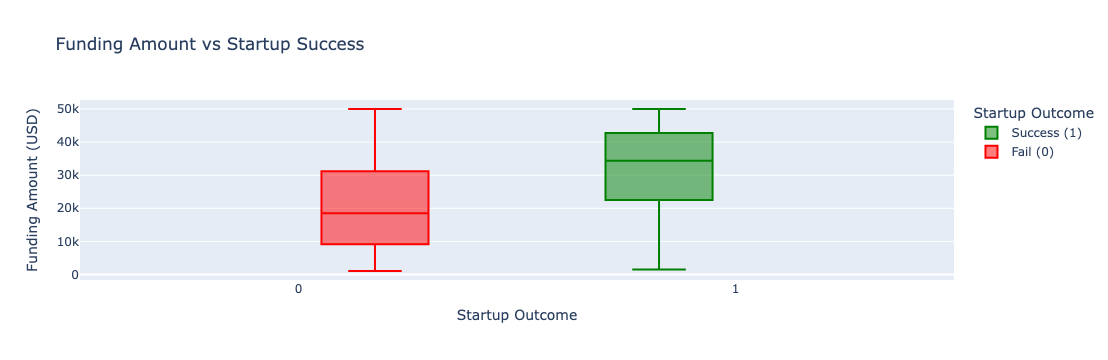 Funding Amount vs Startup Success
Funding Amount (USD)
50k
40k
30k
20k
10k
0
0
1
Startup Outcome
Startup Outcome
Success (1)
Fail (0)